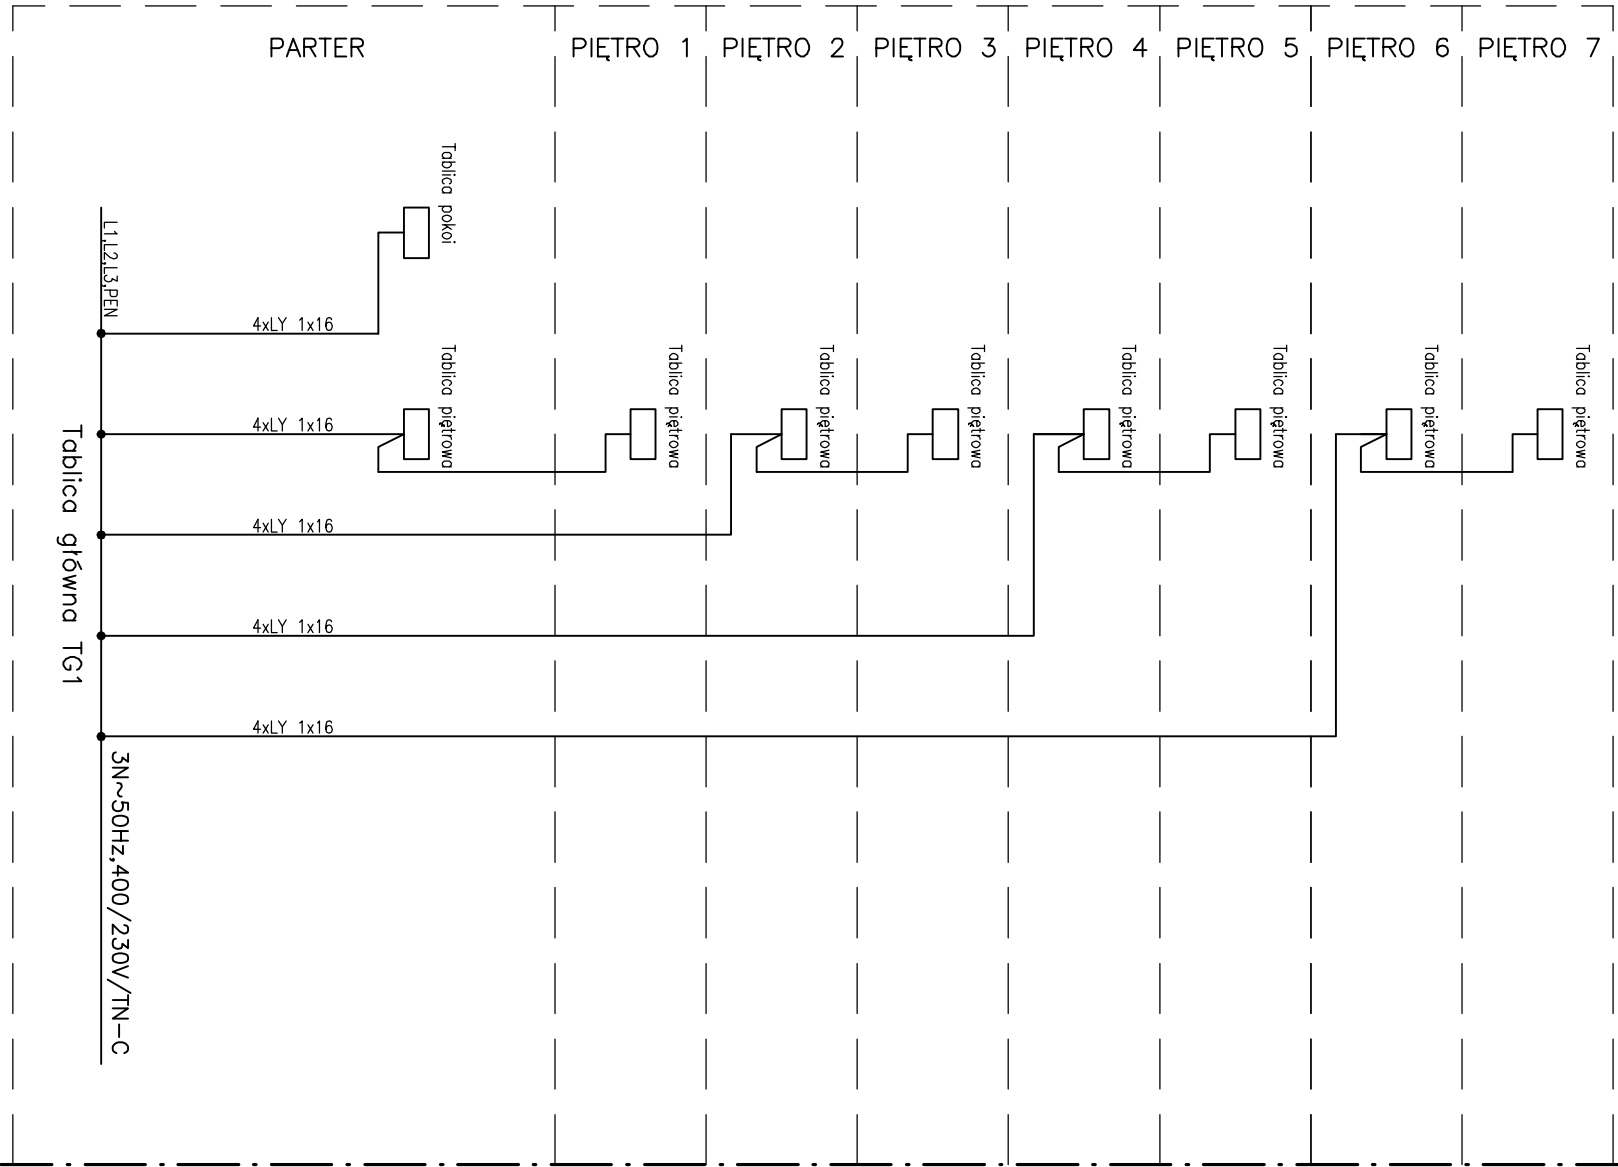 PARTER
PIĘTRO 1
PIĘTRO 2
PIĘTRO 3
PIĘTRO 4
PIĘTRO 5
PIĘTRO 6
PIĘTRO 7
Tablica pokoi
L1,L2,L3,PEN
4xLY 1x16
Tablica piętrowa
Tablica piętrowa
Tablica piętrowa
Tablica piętrowa
Tablica piętrowa
Tablica piętrowa
Tablica piętrowa
Tablica piętrowa
4xLY 1x16
4xLY 1x16
4xLY 1x16
4xLY 1x16
Tablica główna TG1
3N~50Hz,400/230V/TN-C